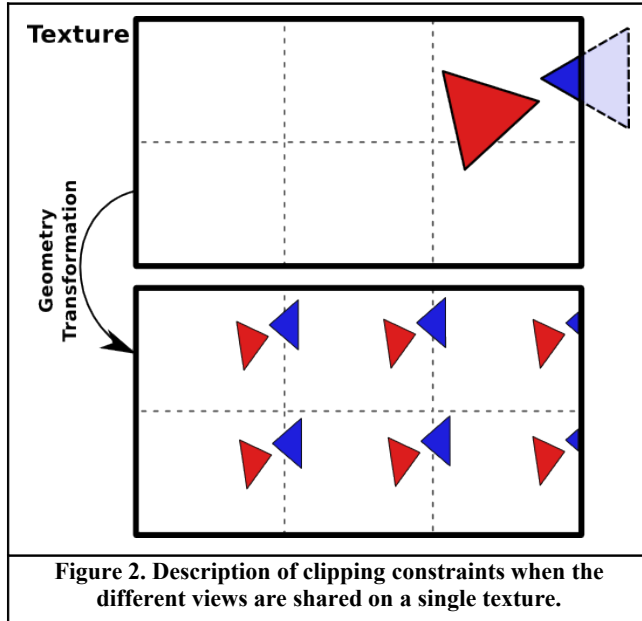 Texture
Geometry
Transformation
Figure 2. Description of clipping constraints when the
different views are shared on a single texture.